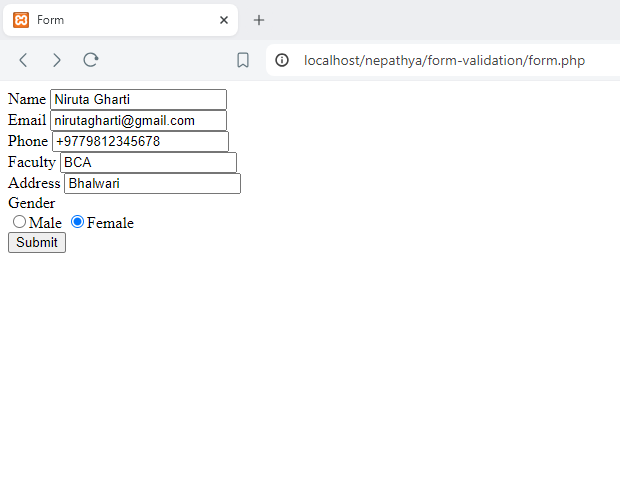 Form
localhost/nepathya/form-validation/form.php
Name Niruta Gharti
Email nirutagharti@gmail.com
Phone +9779812345678
Faculty BCA
Address Bhalwari
Gender
Male Female
Submit